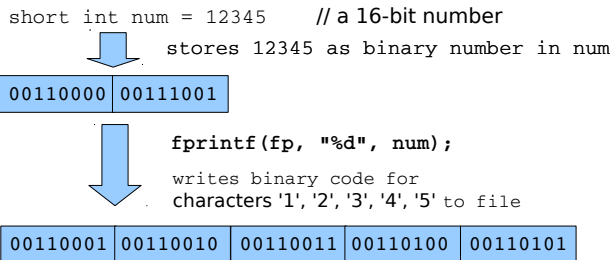 short int num = 12345 // a 16-bit number
stores 12345 as binary number in num
00110000 00111001
fprintf(fp, "%d", num);
writes binary code for
characters '1', '2', '3', '4', '5' to file
00110001 00110010 00110011 00110100 00110101